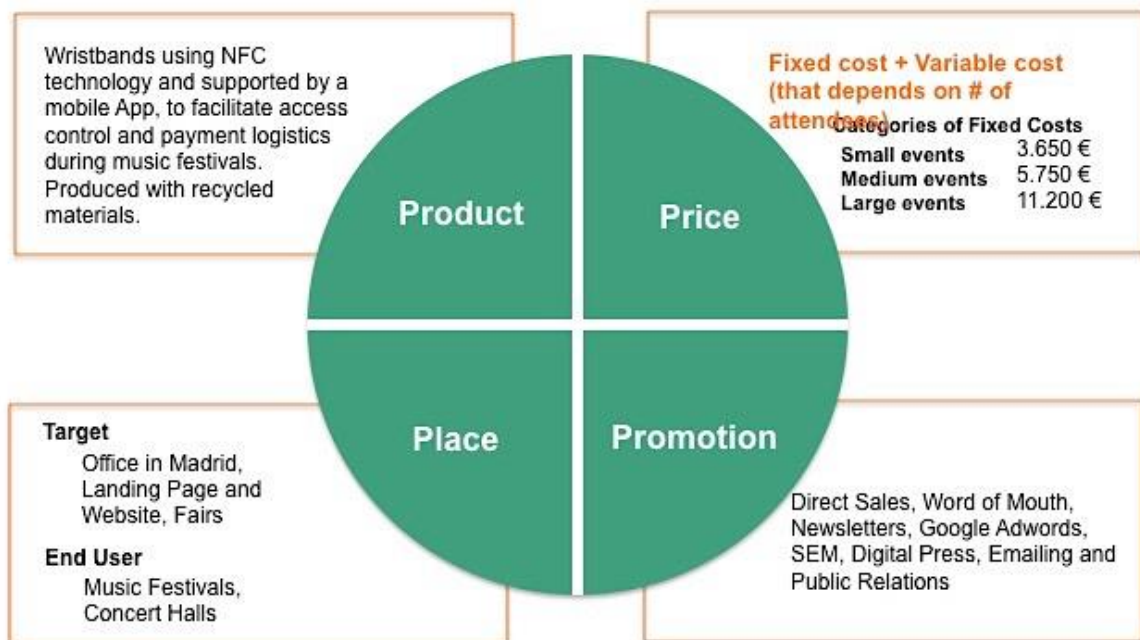 Wristbands using NFC
technology and supported by a
mobile App, to facilitate access
control and payment logistics
during music festivals.
Produced with recycled
materials.
Product
Fixed cost + Variable cost
(that depends on # of
attendees)
Categories of Fixed Costs
Small events 3.650 €
Medium events 5.750 €
Large events 11.200 €
Price
Target
Office in Madrid,
Landing Page and
Website, Fairs
End User
Music Festivals,
Concert Halls
Place
Promotion
Direct Sales, Word of Mouth,
Newsletters, Google Adwords,
SEM, Digital Press, Emailing and
Public Relations